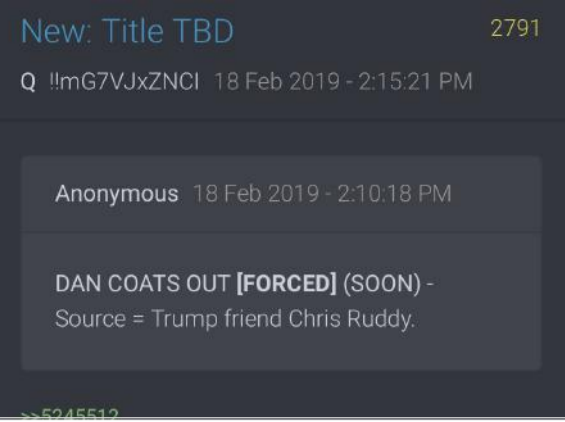 New: Title TBD 2791
Q !!mG7VJxZNCI 18 Feb 2019 - 2:15:21 PM
Anonymous 18 Feb 2019 - 2:10:18 PM
DAN COATS OUT [FORCED] (SOON) -
Source = Trump friend Chris Ruddy.
>>5245512